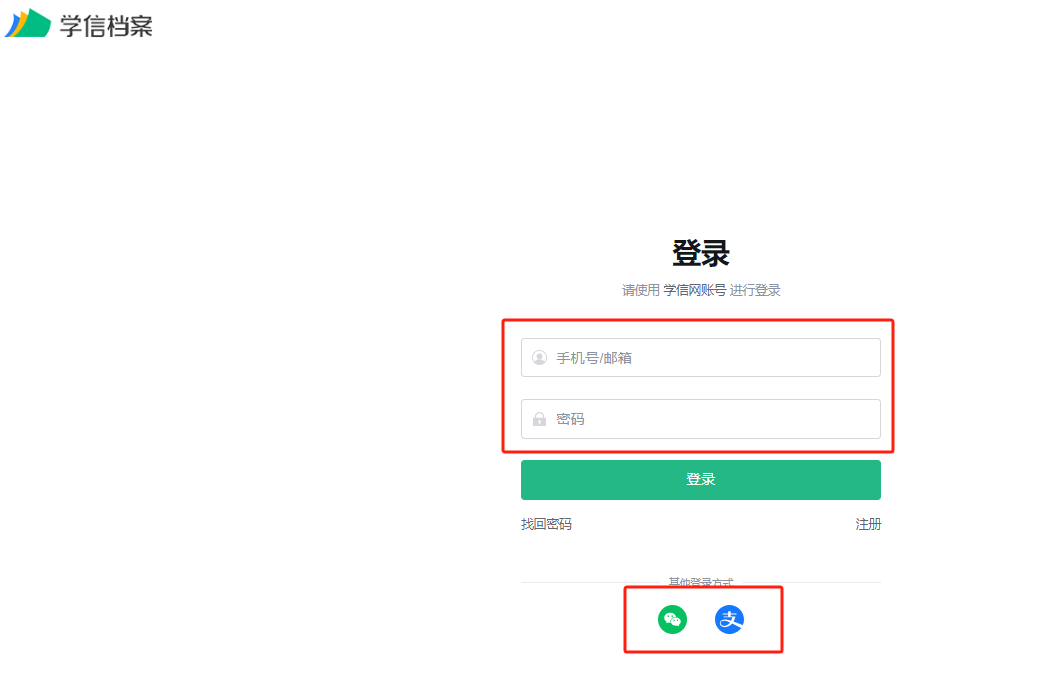 学信档案
登录
请使用 学信网账号 进行登录
手机号/邮箱
密码
登录
找回密码 注册
其他登录方式
支